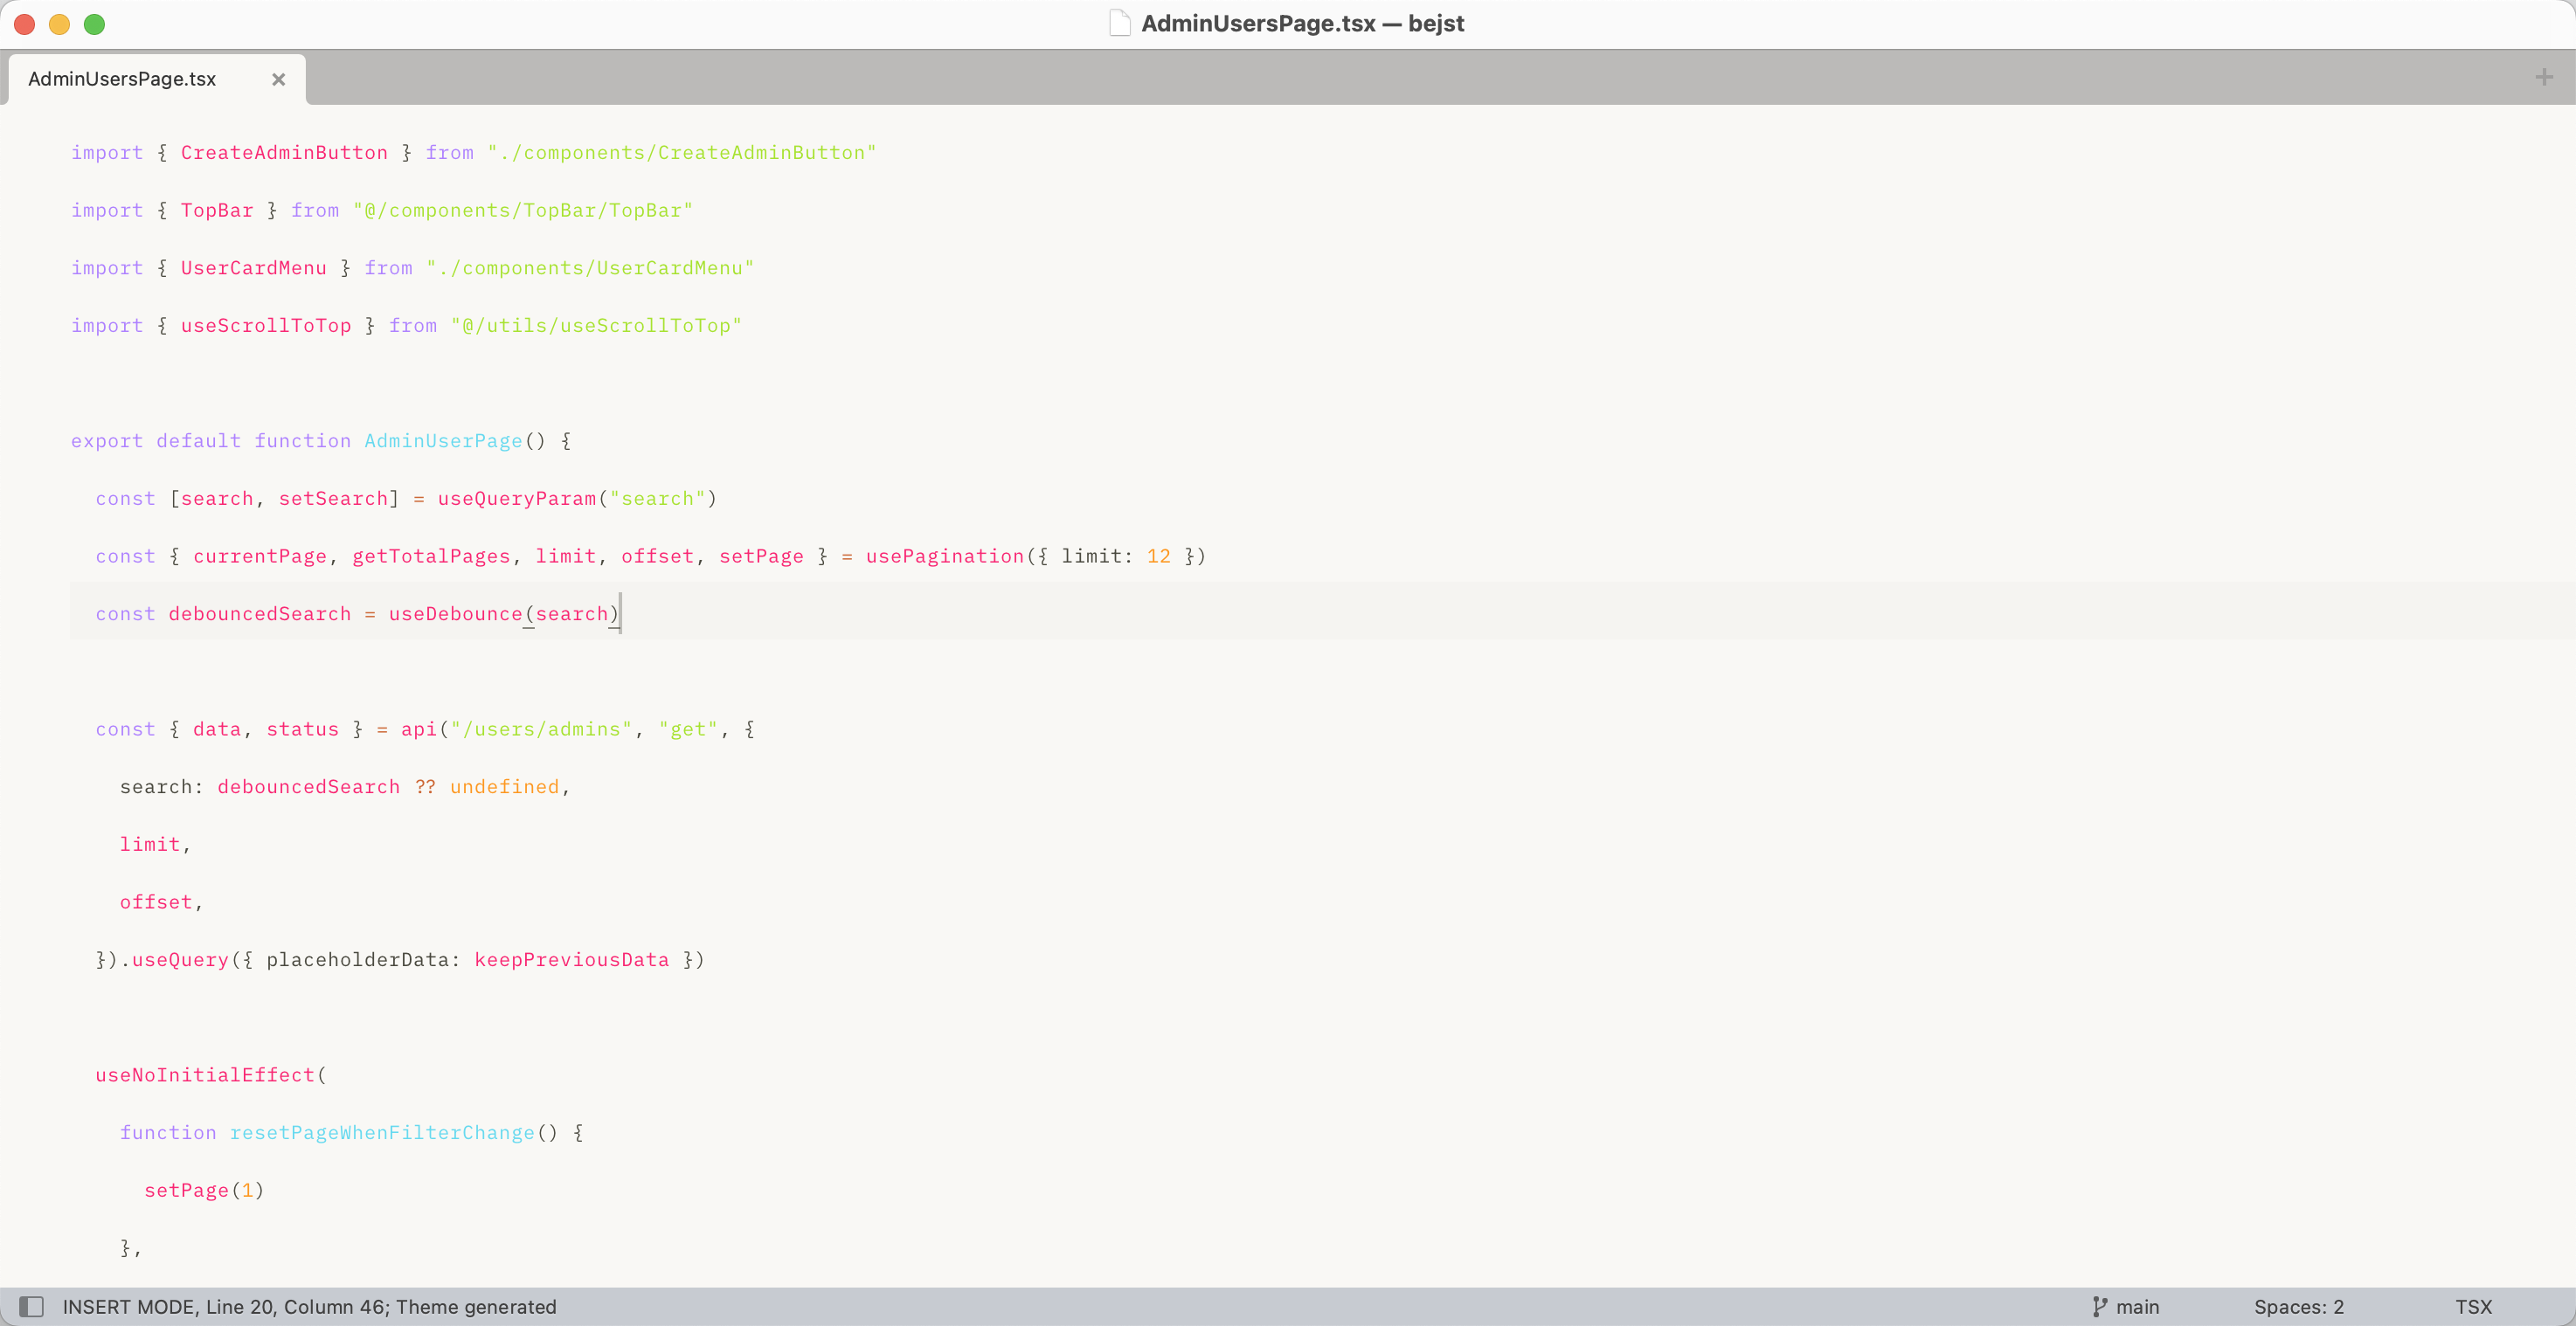 AdminUsersPage.tsx — bejst
AdminUsersPage.tsx
import { CreateAdminButton } from "./components/CreateAdminButton"
import { TopBar } from "@/components/TopBar/TopBar"
import { UserCardMenu } from "./components/UserCardMenu"
import { useScrollToTop } from "@/utils/useScrollToTop"
export default function AdminUserPage() {
const [search, setSearch] = useQueryParam("search")
const { currentPage, getTotalPages, limit, offset, setPage } = usePagination({ limit: 12 })
const debouncedSearch = useDebounce(search)
const { data, status } = api("/users/admins", "get", {
search: debouncedSearch ?? undefined,
limit,
offset,
}).useQuery({ placeholderData: keepPreviousData })
useNoInitialEffect(
function resetPageWhenFilterChange() {
setPage(1)
},
INSERT MODE, Line 20, Column 46; Theme generated
main
Spaces: 2
TSX